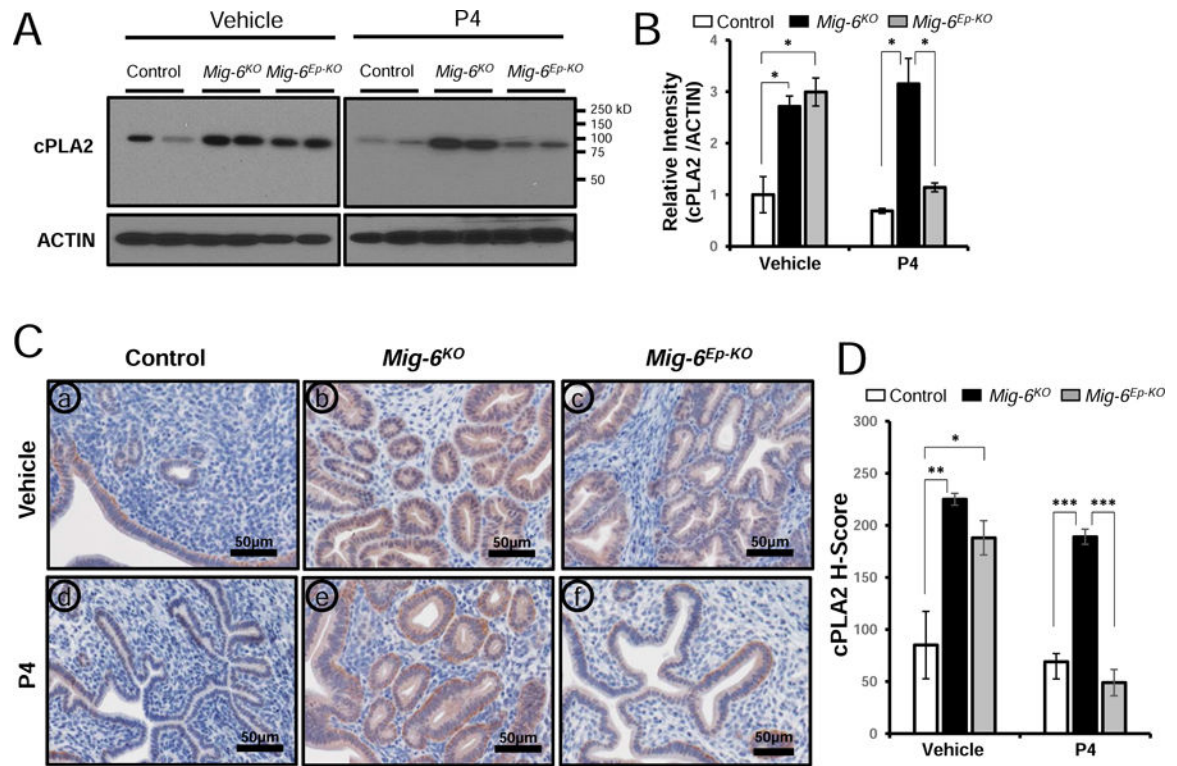 A
Vehicle P4
Control Mig-6KO Mig-6Ep-KO Control Mig-6KO Mig-6Ep-KO
cPLA2
250 kD
150
100
75
50
ACTIN
B
Control Mig-6KO Mig-6Ep-KO
Relative Intensity
(cPLA2 /ACTIN)
4
3
2
1
0
* * * *
Vehicle P4
C
Control Mig-6KO Mig-6Ep-KO
Vehicle
a b c
50µm 50µm 50µm
P4
d e f
50µm 50µm 50µm
D
Control Mig-6KO Mig-6Ep-KO
cPLA2 H-Score
300
250
200
150
100
50
0
*
** *** ***
Vehicle P4